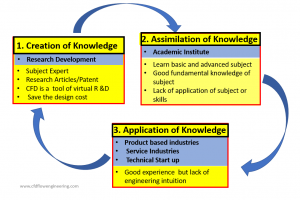 1. Creation of Knowledge
• Research Development
• Subject Expert
• Research Articles/Patent
• CFD is a tool of virtual R &D
• Save the design cost
2. Assimilation of Knowledge
• Academic Institute
• Learn basic and advanced subject
• Good fundamental knowledge of
subject
• Lack of application of subject or
skills
3. Application of Knowledge
• Product based industries
• Service Industries
• Technical Start up
• Good experience but lack of
engineering intuition
www.cfdflowengineering.com